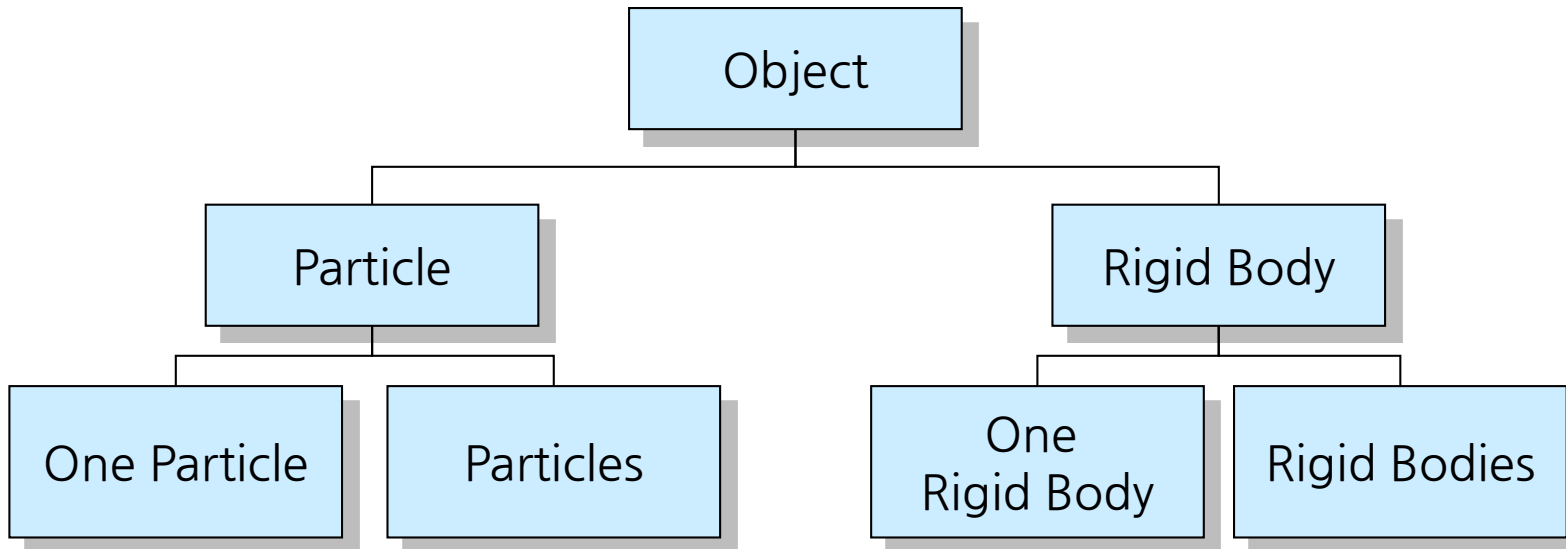 Object
Particle
Rigid Body
One Particle
Particles
One
Rigid Body
Rigid Bodies